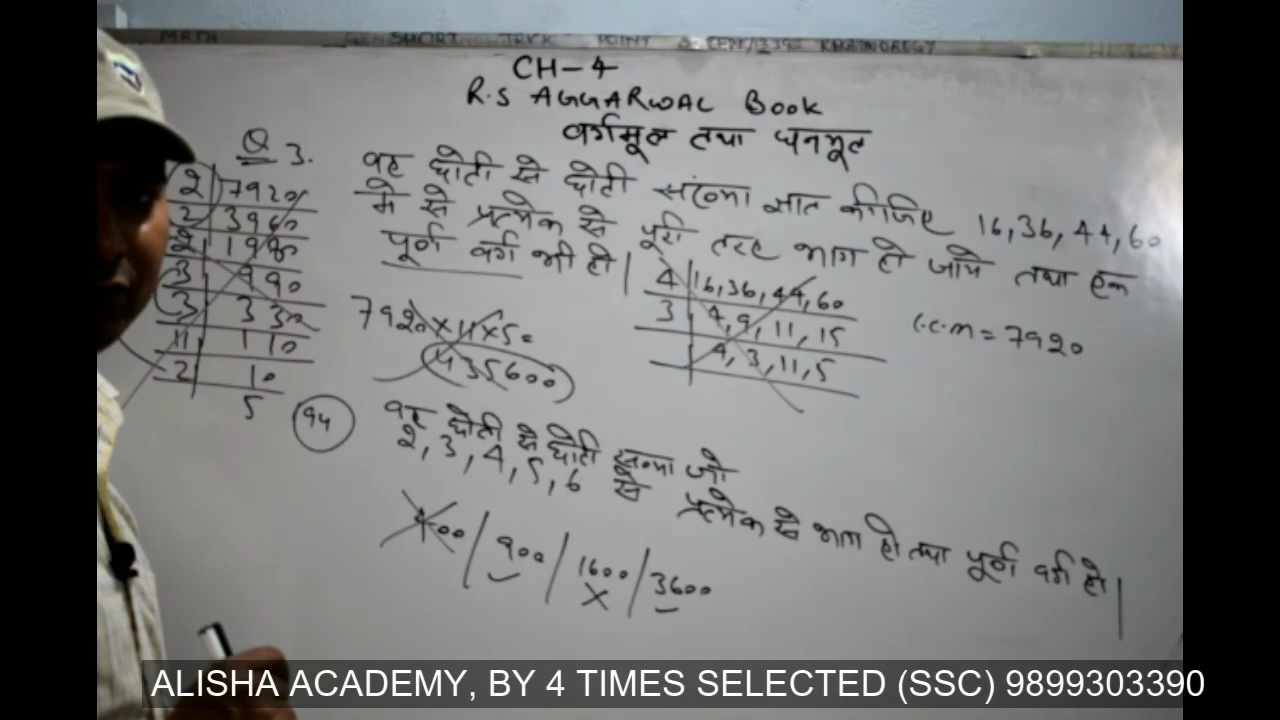 MATH SHORT TRICK POINT HISTORY
CH-4
R.S AGGARWAL BOOK
वर्गमूल तथा घनमूल
Q 3.
वह छोटी से छोटी संख्या ज्ञात कीजिए 16, 36, 44, 60
मे से प्रत्येक से पूरी तरह भाग हो जाये तथा एक
पूर्ण वर्ग भी हो |
2 | 7920
2 | 3960
2 | 1980
3 | 990
3 | 330
11 | 110
2 | 10
5
7920×11×5
435600
4 | 16, 36, 44, 60
3 | 4, 9, 11, 15
4, 3, 11, 5
L.C.M = 7920
94
वह छोटी से छोटी संख्या जो
2, 3, 4, 5, 6 से प्रत्येक से भाग हो तथा पूर्ण वर्ग हो |
400 / 900 / 1600 / 3600
X
ALISHA ACADEMY, BY 4 TIMES SELECTED (SSC) 9899303390